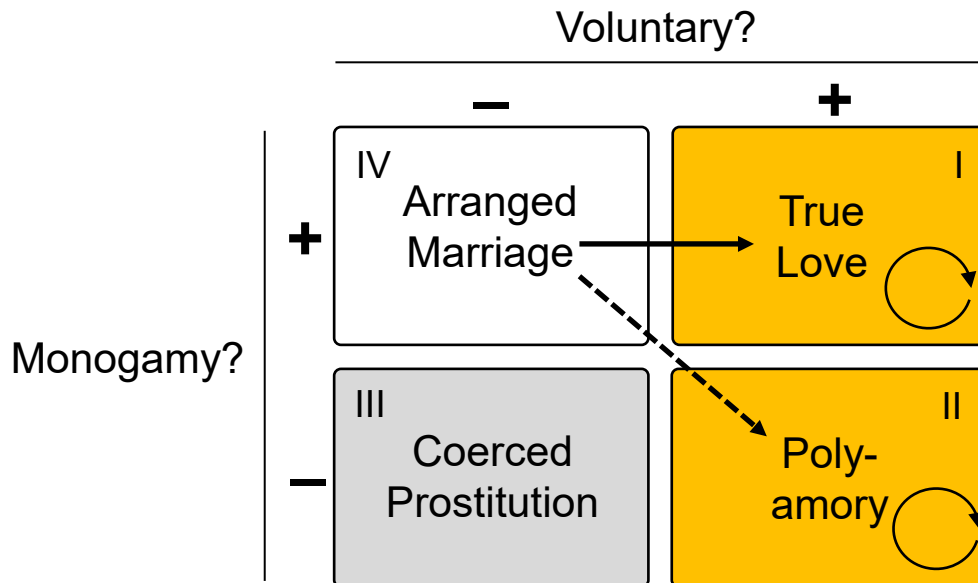 Voluntary?
− +
IV
Arranged
Marriage
I
True
Love
+
Monogamy?
III
Coerced
Prostitution
II
Poly-
amory
−